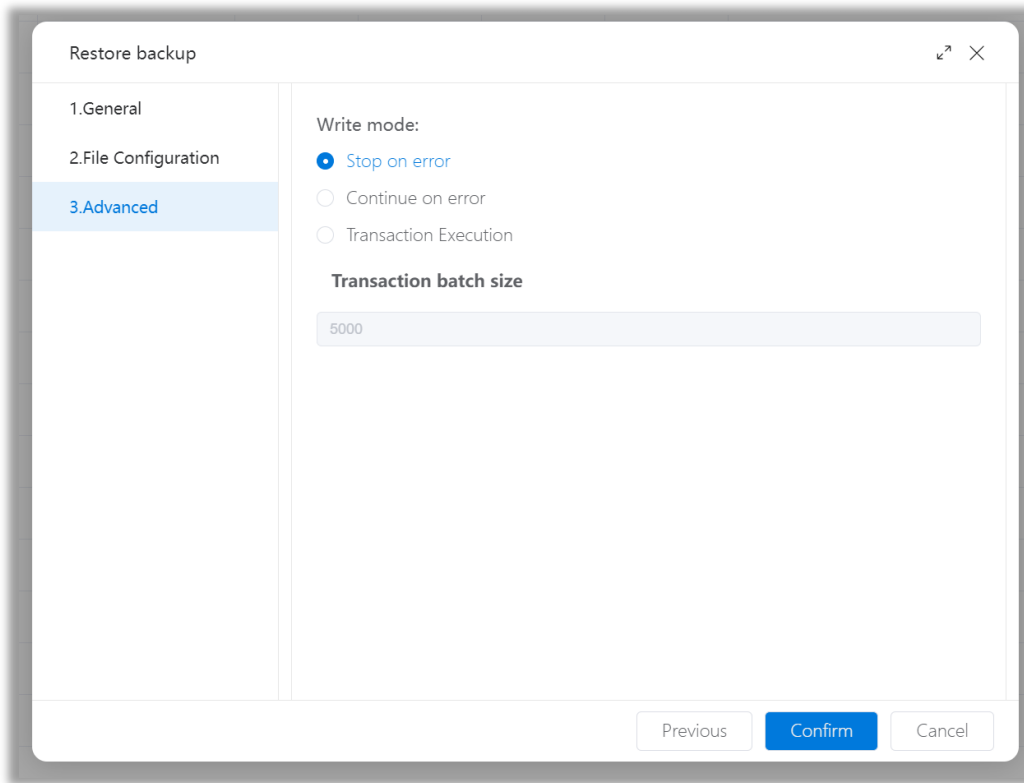 Restore backup
1.General
2.File Configuration
3.Advanced
Write mode:
Stop on error
Continue on error
Transaction Execution
Transaction batch size
5000
Previous
Confirm
Cancel